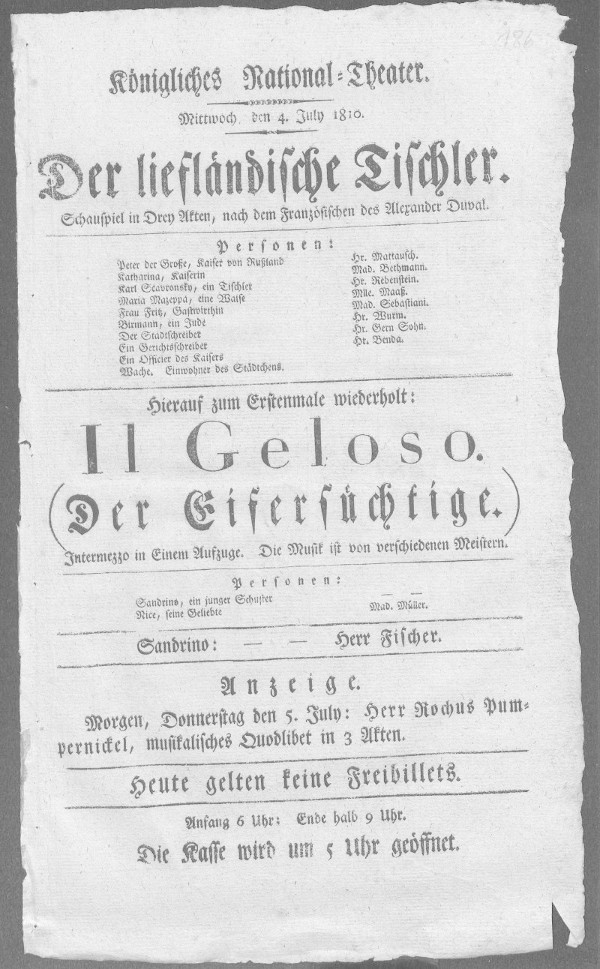 186
Königliches National-Theater.
Mittwoch den 4. July 1810.
Der liefländische Tischler.
Schauspiel in Drey Akten, nach dem Französischen des Alexander Duval.
Personen:
Peter der Große, Kaiser von Rußland Hr. Mattausch.
Katharina, Kaiserin Mad. Bethmann.
Karl Scavronsky, ein Tischler Hr. Rebenstein.
Maria Mazeppa, eine Waise Mlle. Maaß.
Frau Fritz, Gastwirthin Mad. Sebastiani.
Birmann, ein Jude Hr. Wurm.
Der Stadtschreiber Hr. Gern Sohn.
Ein Gerichtsschreiber Hr. Benda.
Ein Officier des Kaisers
Wache. Einwohner des Städtchens.
Hierauf zum Erstenmale wiederholt:
Il Geloso.
(Der Eifersüchtige.)
Intermezzo in Einem Aufzuge. Die Musik ist von verschiedenen Meistern.
Personen:
Sandrino, ein junger Schuster — —
Nice, seine Geliebte Mad. Müller.
Sandrino: — — Herr Fischer.
Anzeige.
Morgen, Donnerstag den 5. July: Herr Rochus Pum-
pernickel, musikalisches Quodlibet in 3 Akten.
Heute gelten keine Freibillets.
Anfang 6 Uhr: Ende halb 9 Uhr.
Die Kasse wird um 5 Uhr geöffnet.